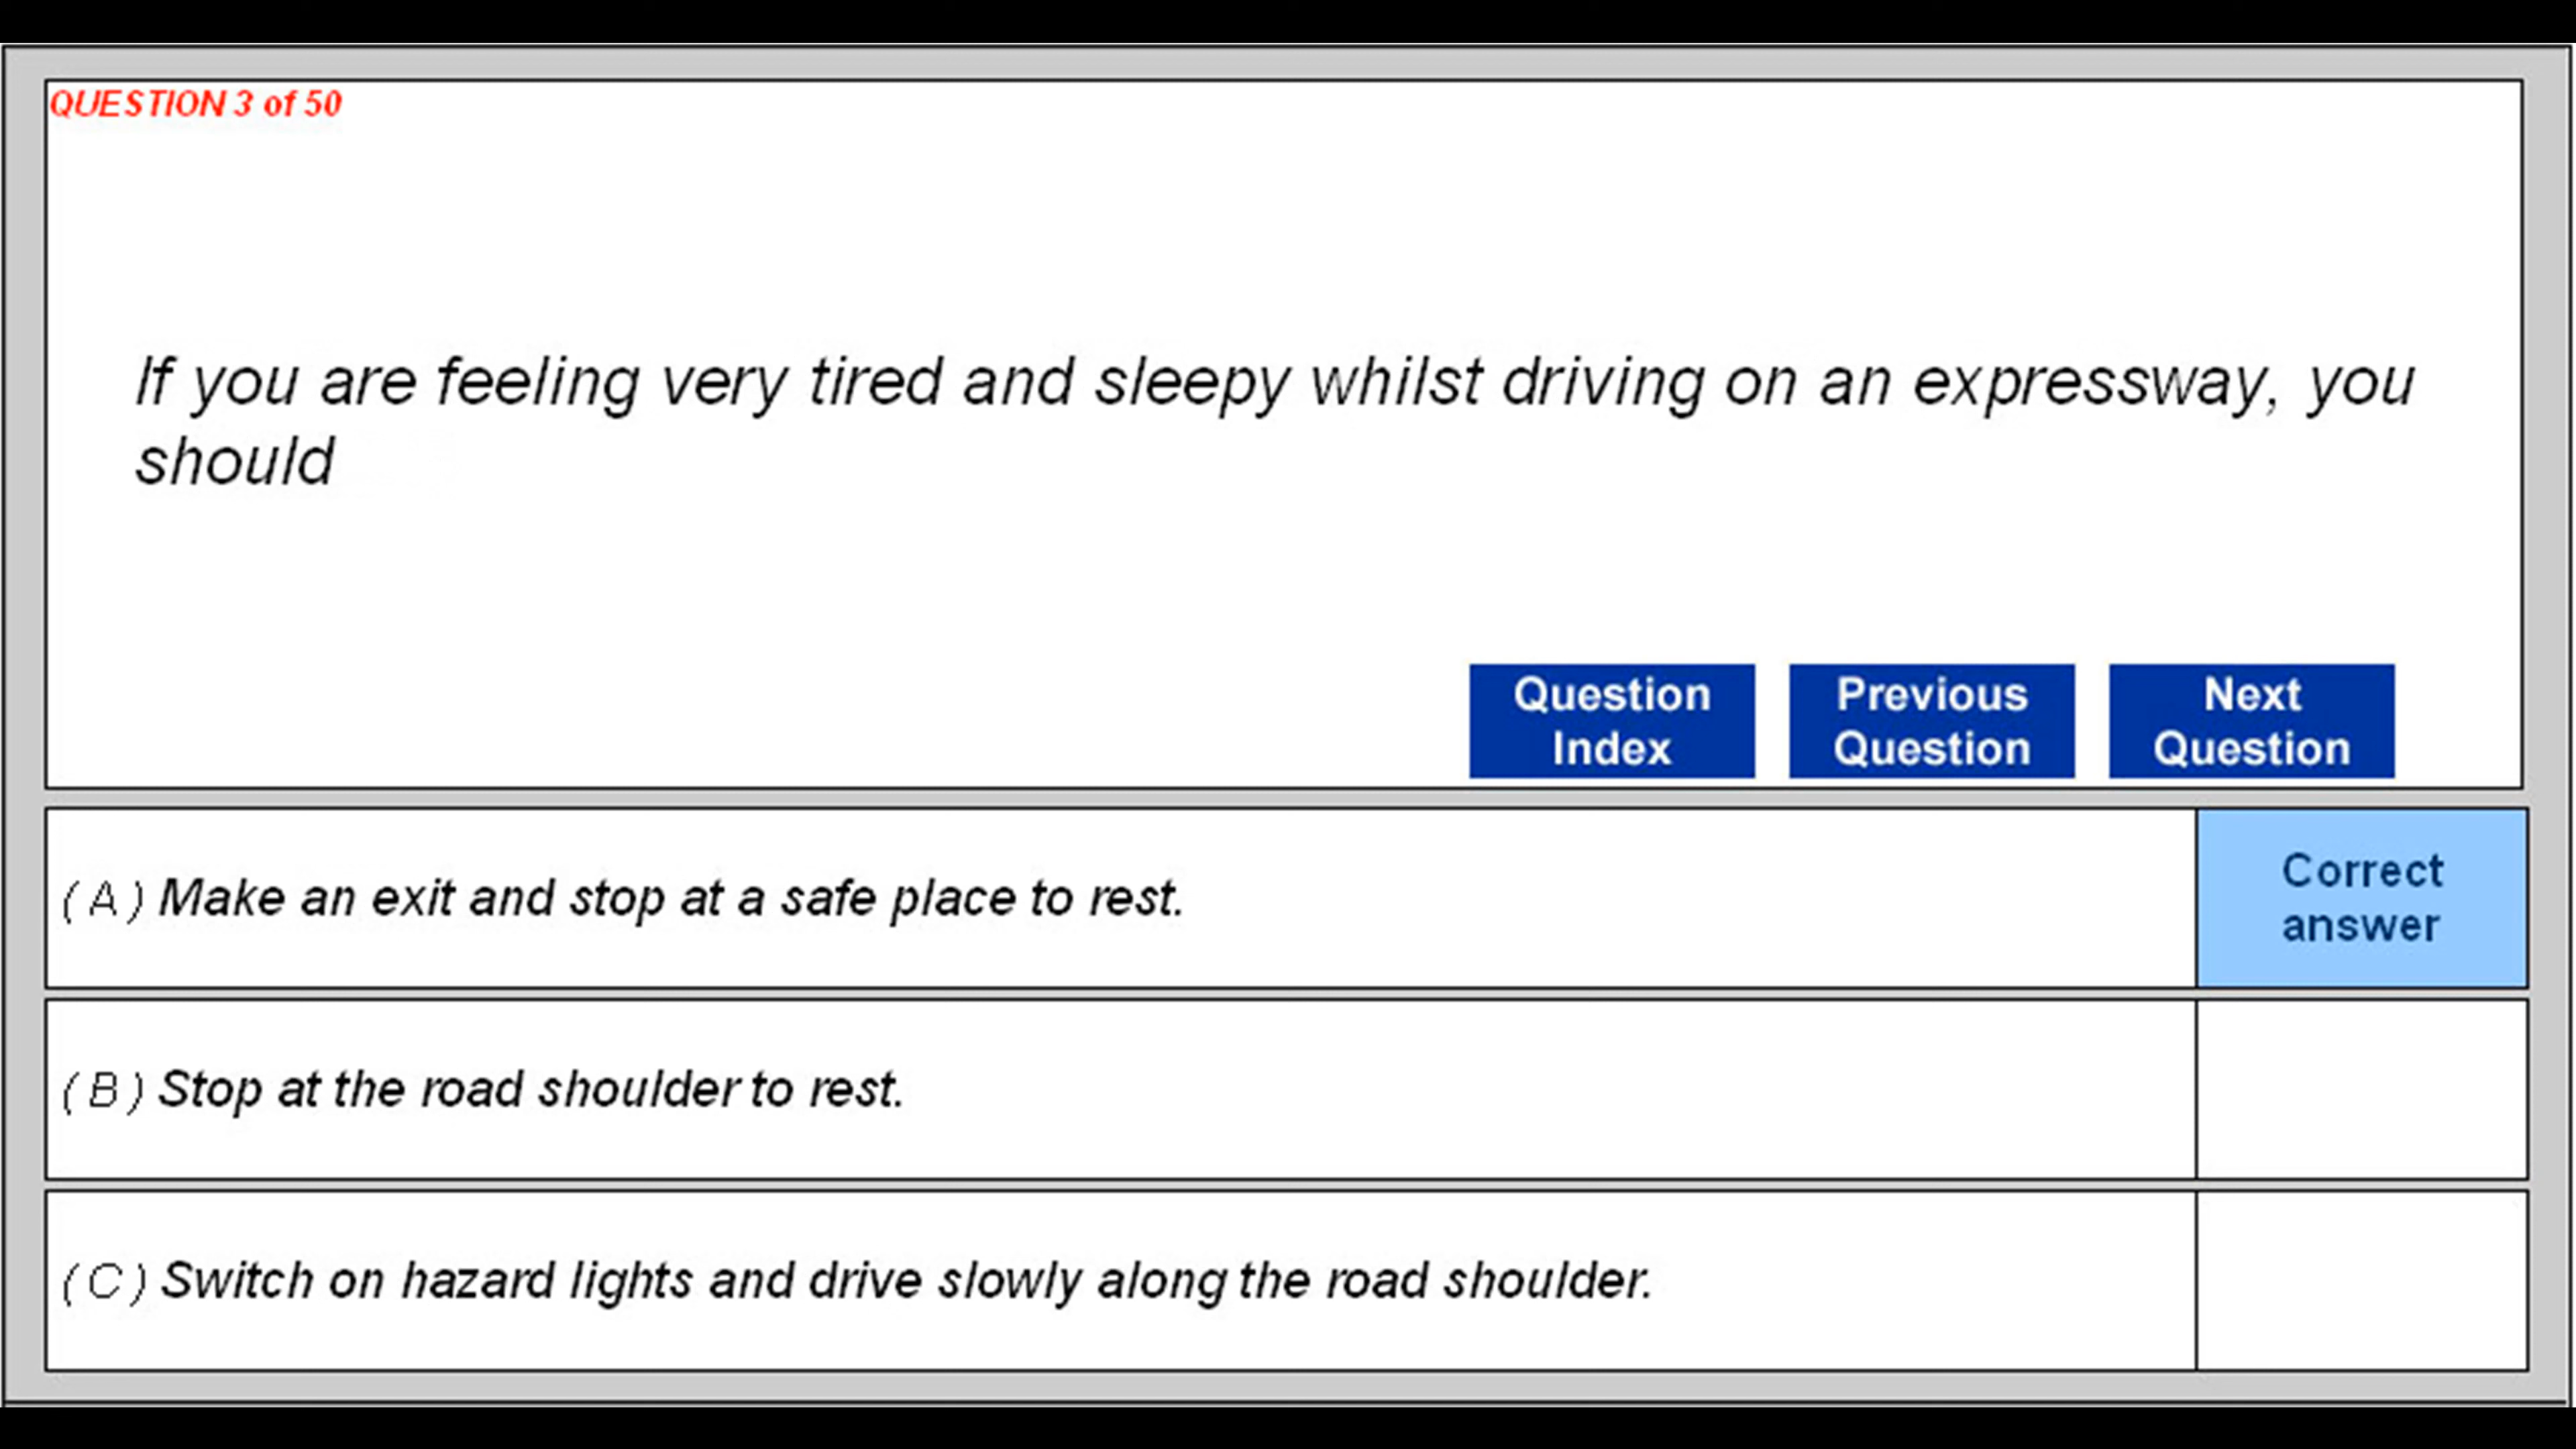 QUESTION 3 of 50
If you are feeling very tired and sleepy whilst driving on an expressway, you
should
Question
Index
Previous
Question
Next
Question
(A) Make an exit and stop at a safe place to rest.
Correct
answer
(B) Stop at the road shoulder to rest.
(C) Switch on hazard lights and drive slowly along the road shoulder.